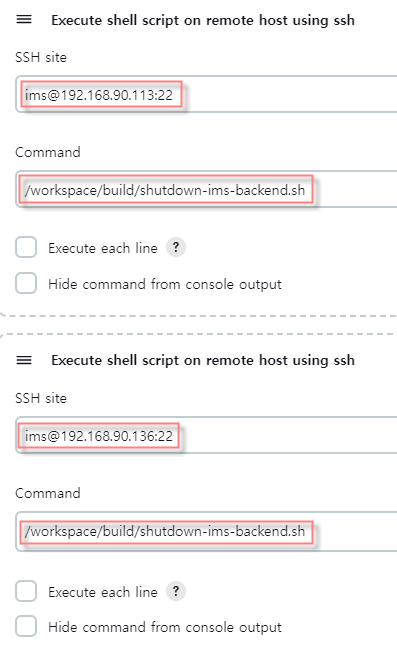 Execute shell script on remote host using ssh
SSH site
ims@192.168.90.113:22
Command
/workspace/build/shutdown-ims-backend.sh
Execute each line ?
Hide command from console output
Execute shell script on remote host using ssh
SSH site
ims@192.168.90.136:22
Command
/workspace/build/shutdown-ims-backend.sh
Execute each line ?
Hide command from console output